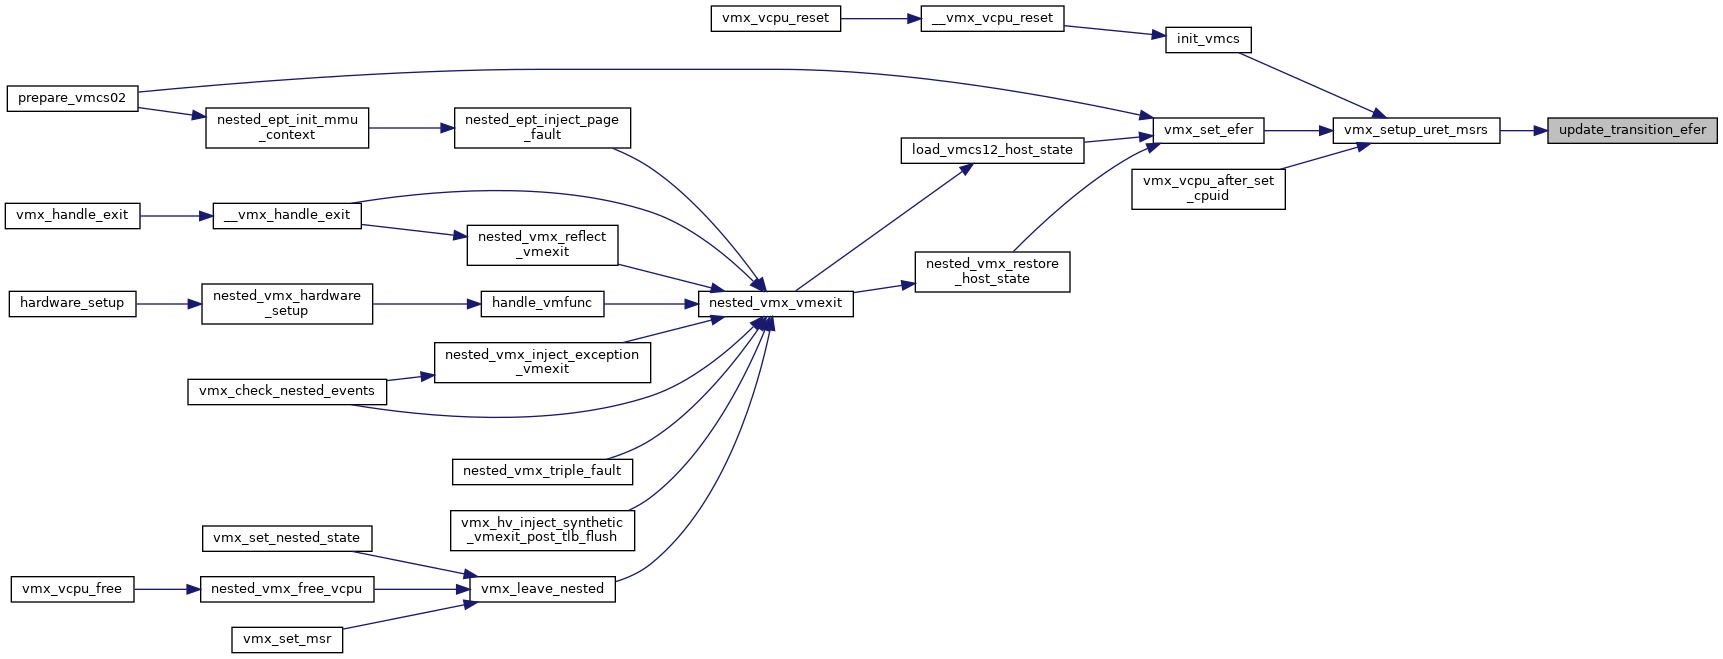 vmx_vcpu_reset
__vmx_vcpu_reset
init_vmcs
prepare_vmcs02
nested_ept_init_mmu
_context
nested_ept_inject_page
_fault
vmx_set_efer
vmx_setup_uret_msrs
update_transition_efer
load_vmcs12_host_state
vmx_vcpu_after_set
_cpuid
vmx_handle_exit
__vmx_handle_exit
nested_vmx_reflect
_vmexit
nested_vmx_restore
_host_state
hardware_setup
nested_vmx_hardware
_setup
handle_vmfunc
nested_vmx_vmexit
nested_vmx_inject_exception
_vmexit
vmx_check_nested_events
nested_vmx_triple_fault
vmx_hv_inject_synthetic
_vmexit_post_tlb_flush
vmx_set_nested_state
vmx_vcpu_free
nested_vmx_free_vcpu
vmx_leave_nested
vmx_set_msr